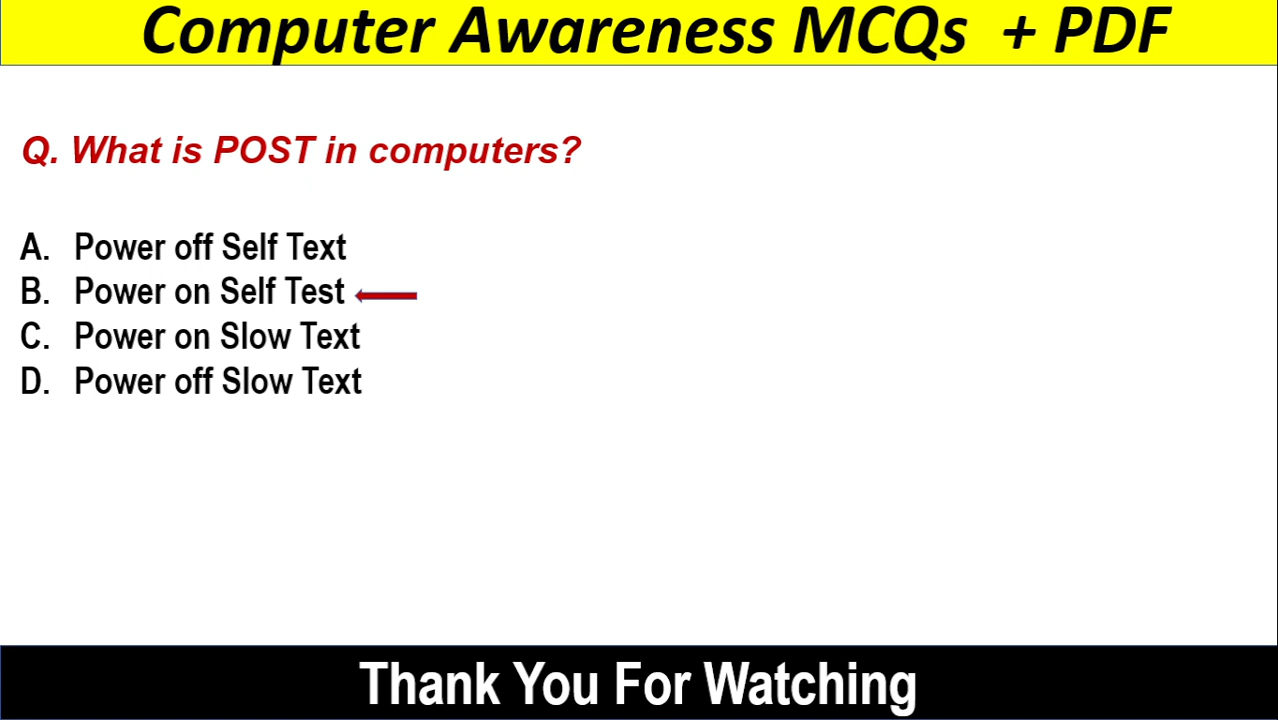 Computer Awareness MCQs + PDF
Q. What is POST in computers?
A. Power off Self Text
B. Power on Self Test
C. Power on Slow Text
D. Power off Slow Text
Thank You For Watching